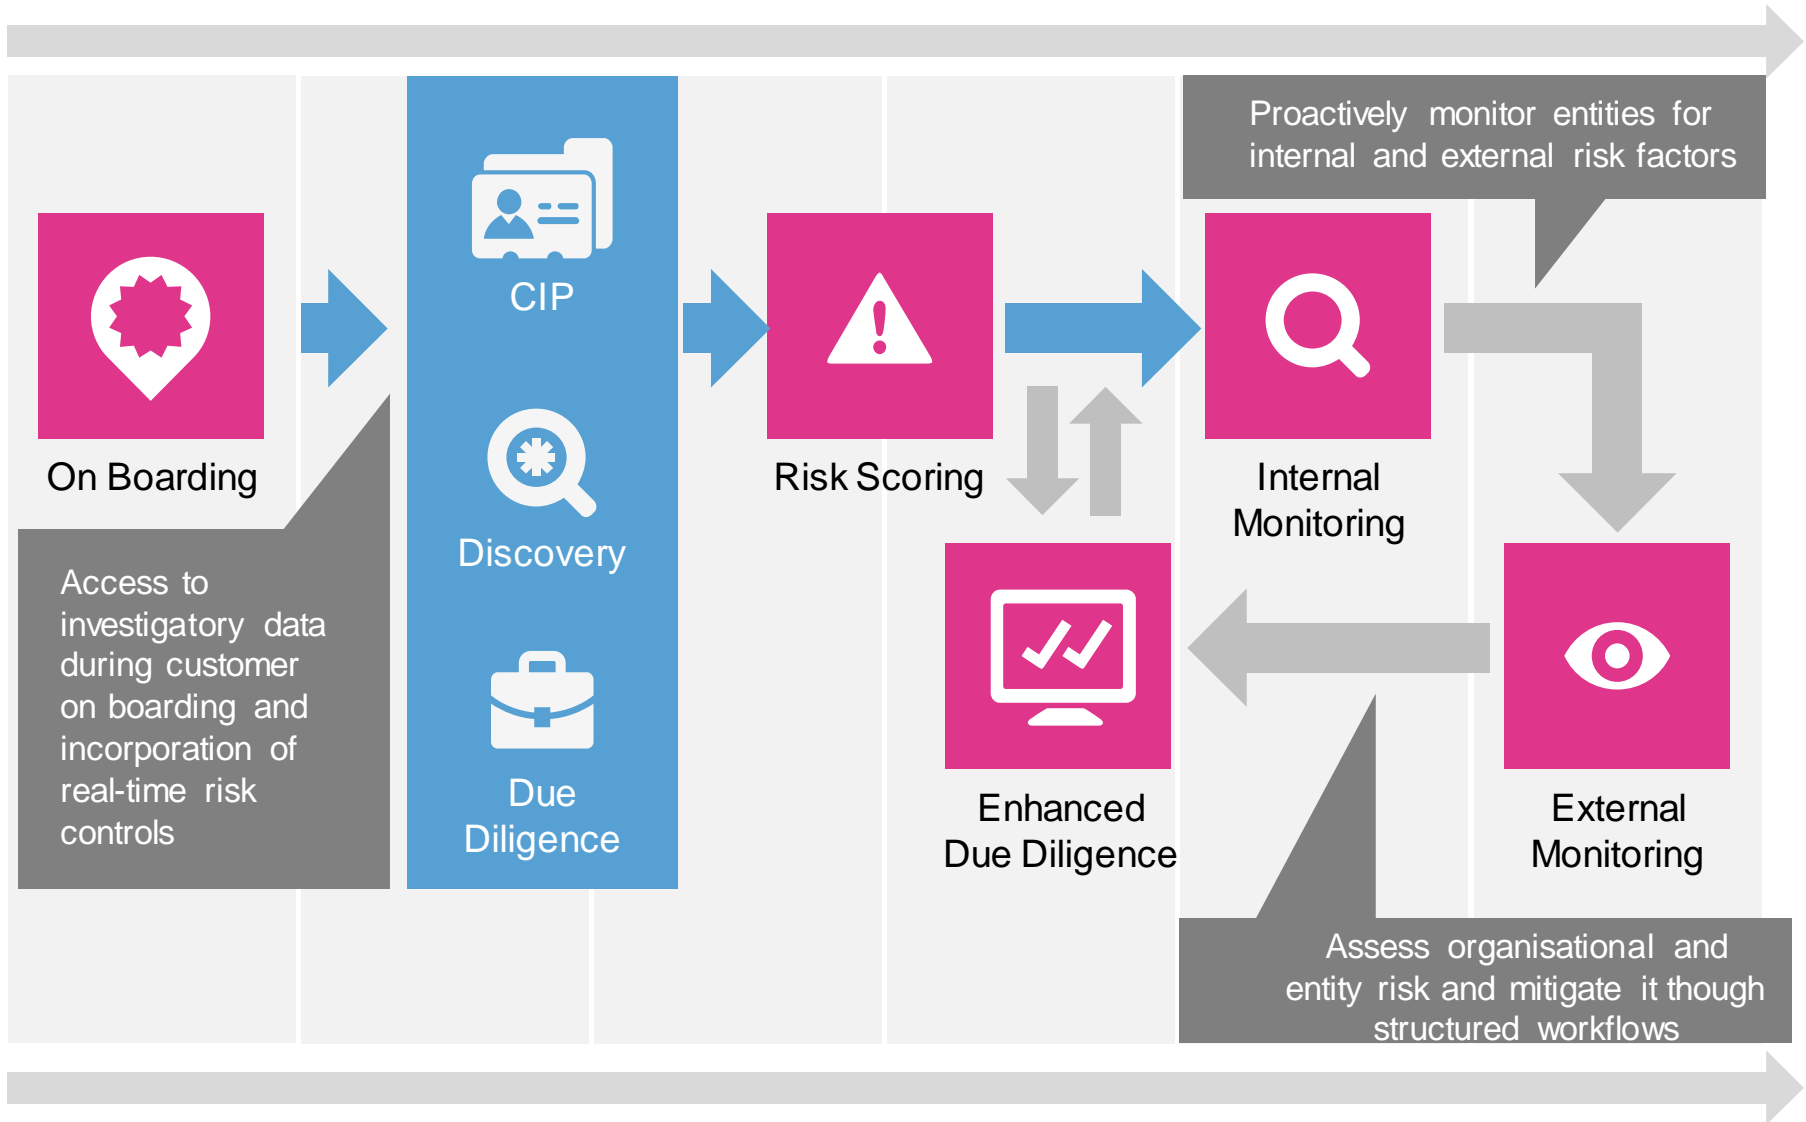 Proactively monitor entities for
internal and external risk factors
CIP
On Boarding
Discovery
Risk Scoring
Internal
Monitoring
Access to
investigatory data
during customer
on boarding and
incorporation of
real-time risk
controls
Due
Diligence
Enhanced
Due Diligence
External
Monitoring
Assess organisational and
entity risk and mitigate it though
structured workflows